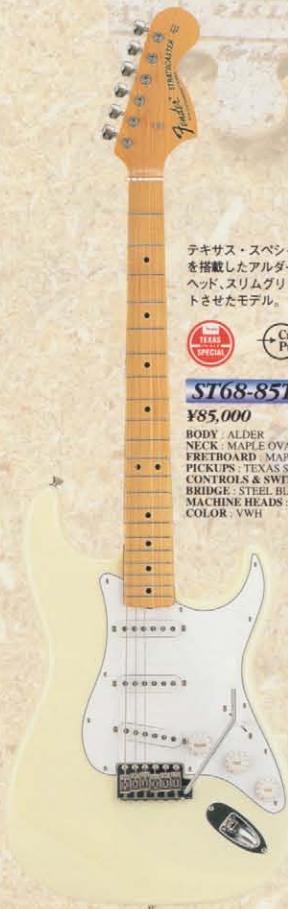 Fender STRATOCASTER
テキサス・スペシ
を搭載したアルダ
ヘッド、スリムグリ
トさせたモデル。
TEXAS
SPECIAL
ST68-85T
¥85,000
BODY : ALDER
NECK : MAPLE OVA
FRETBOARD : MAP
PICKUPS : TEXAS S
CONTROLS & SWIT
BRIDGE : STEEL BL
MACHINE HEADS :
COLOR : VWH